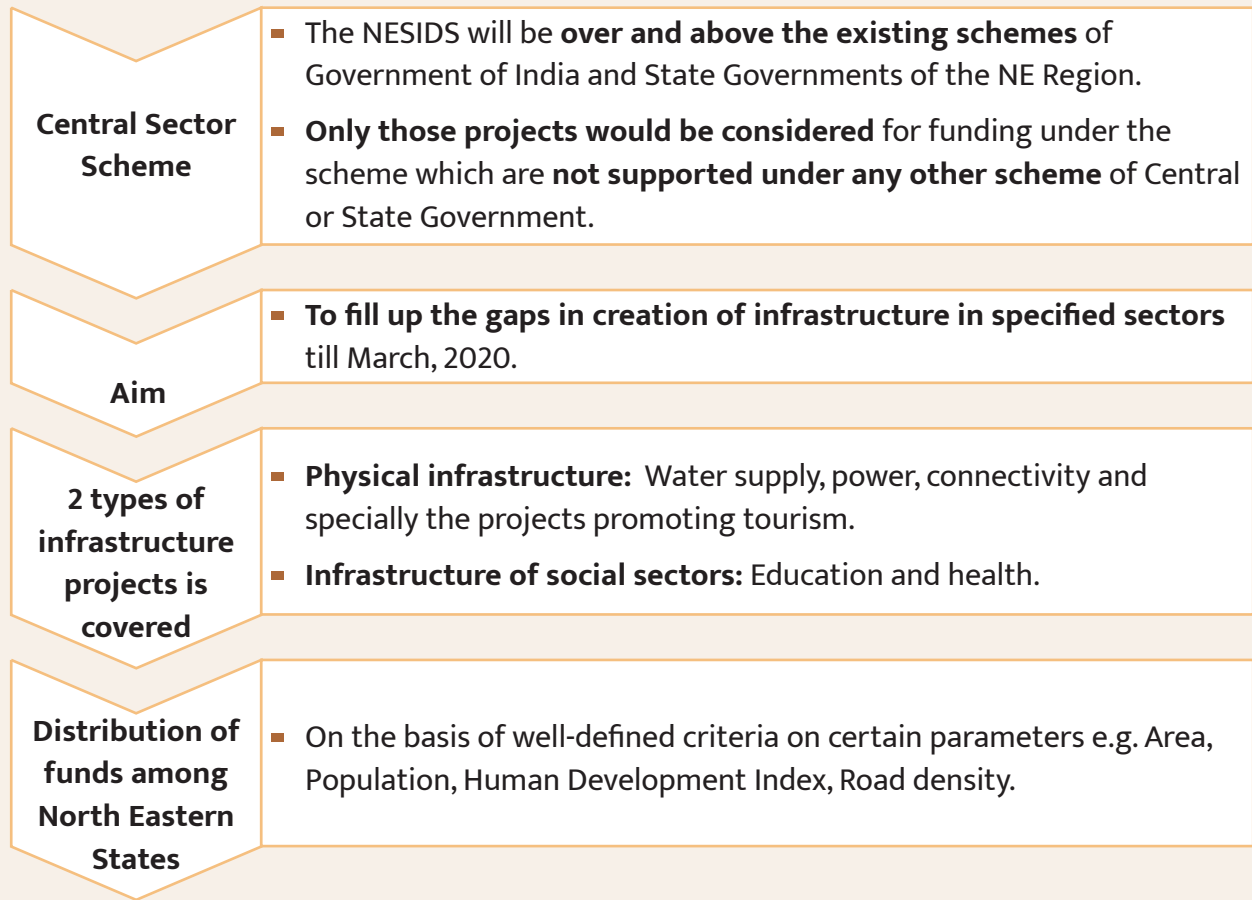 Central Sector
Scheme
The NESIDS will be over and above the existing schemes of
Government of India and State Governments of the NE Region.
Only those projects would be considered for funding under the
scheme which are not supported under any other scheme of Central
or State Government.
Aim
To fill up the gaps in creation of infrastructure in specified sectors
till March, 2020.
2 types of
infrastructure
projects is
covered
Physical infrastructure: Water supply, power, connectivity and
specially the projects promoting tourism.
Infrastructure of social sectors: Education and health.
Distribution of
funds among
North Eastern
States
On the basis of well-defined criteria on certain parameters e.g. Area,
Population, Human Development Index, Road density.